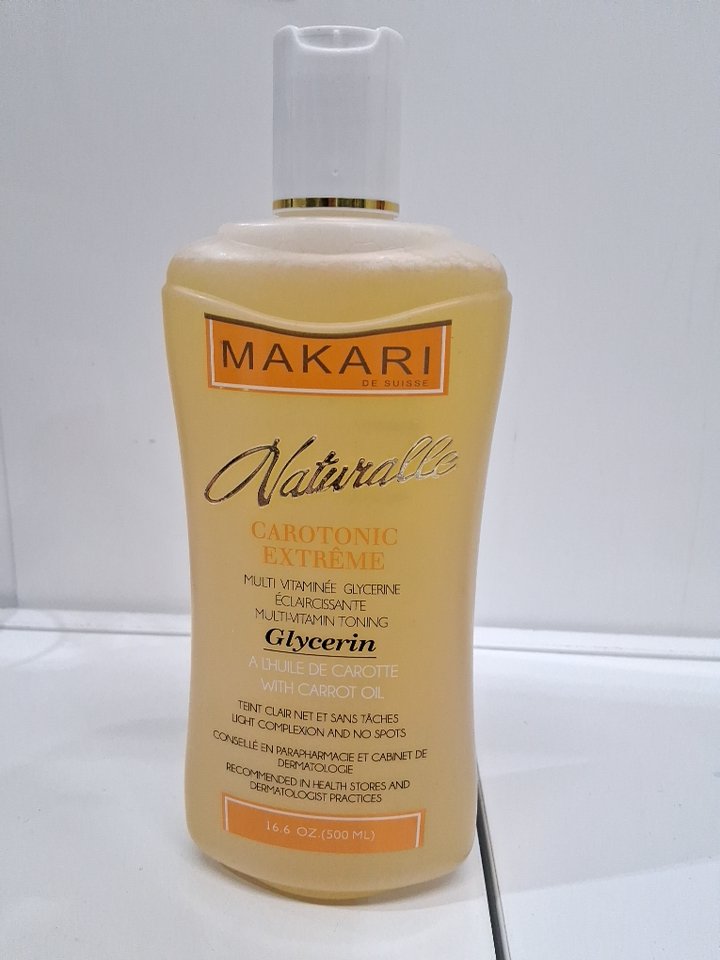 MAKARI
DE SUISSE
Naturalle
CAROTONIC
EXTRÊME
MULTI VITAMINÉE GLYCERINE
ÉCLAIRCISSANTE
MULTI-VITAMIN TONING
Glycerin
A L'HUILE DE CAROTTE
WITH CARROT OIL
TEINT CLAIR NET ET SANS TÂCHES
LIGHT COMPLEXION AND NO SPOTS
CONSEILLÉ EN PARAPHARMACIE ET CABINET DE
DERMATOLOGIE
RECOMMENDED IN HEALTH STORES AND
DERMATOLOGIST PRACTICES
16.6 OZ.(500 ML)